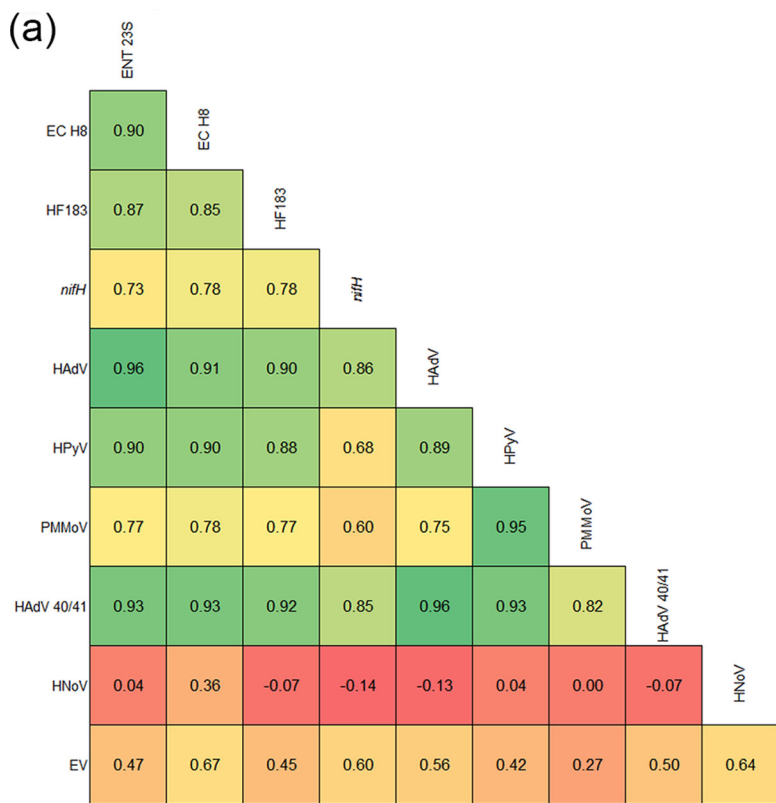 (a)
ENT 23S
EC H8 0.90 EC H8
HF183 0.87 0.85 HF183
nifH 0.73 0.78 0.78 nifH
HAdV 0.96 0.91 0.90 0.86 HAdV
HPyV 0.90 0.90 0.88 0.68 0.89 HPyV
PMMoV 0.77 0.78 0.77 0.60 0.75 0.95 PMMoV
HAdV 40/41 0.93 0.93 0.92 0.85 0.96 0.93 0.82 HAdV 40/41
HNoV 0.04 0.36 -0.07 -0.14 -0.13 0.04 0.00 -0.07 HNoV
EV 0.47 0.67 0.45 0.60 0.56 0.42 0.27 0.50 0.64